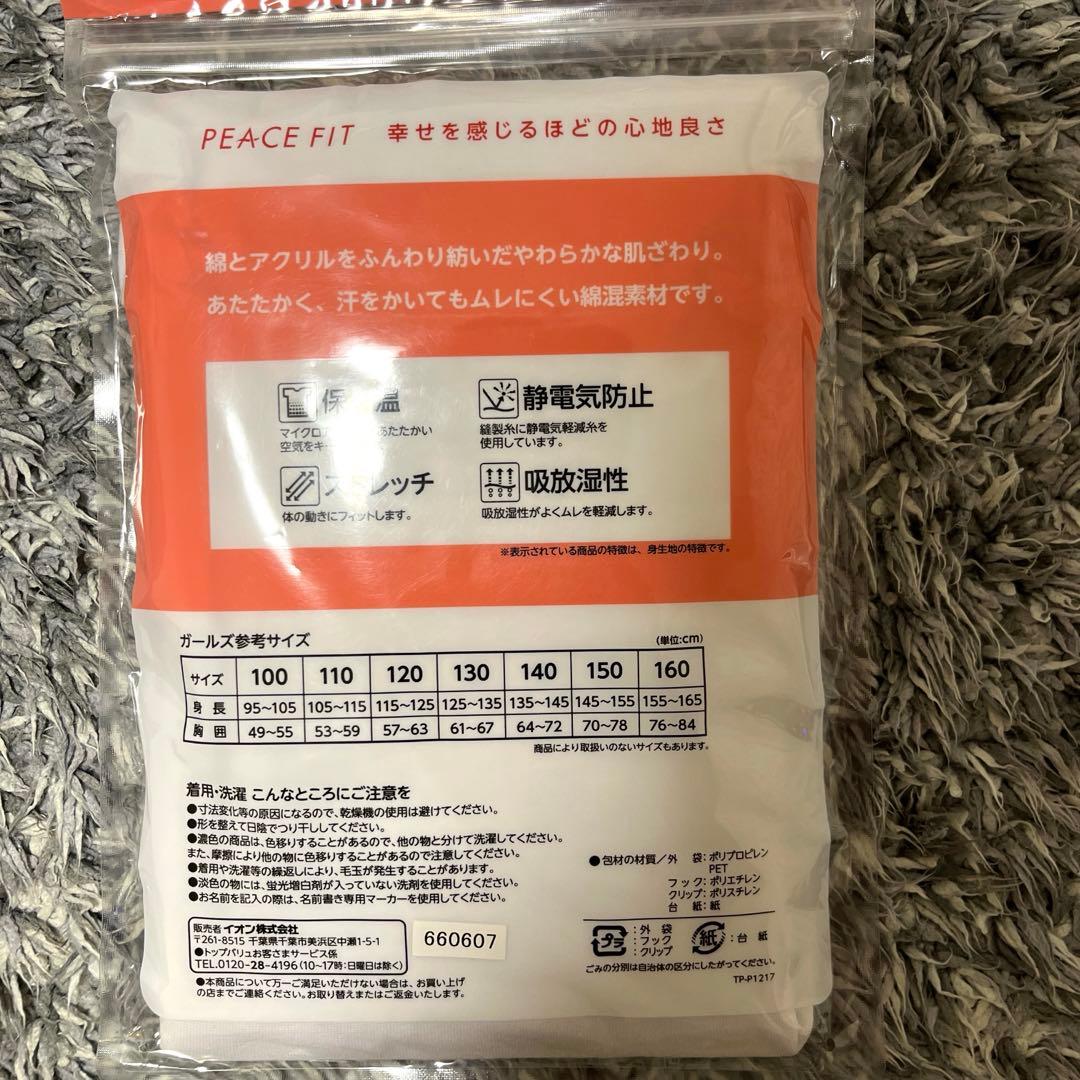 PEACE FIT 幸せを感じるほどの心地良さ
綿とアクリルをふんわり紡いだやわらかな肌ざわり。
あたたかく、汗をかいてもムレにくい綿混素材です。
静電気防止
縫製糸に静電気軽減糸を
使用しています。
体の動きにフィットします。
吸放湿性
吸放湿性がよくムレを軽減します。
※表示されている商品の特徴は、身生地の特徴です。
ガールズ参考サイズ (単位:cm)
サイズ 100 110 120 130 140 150 160
身長 95~105 105~115 115~125 125~135 135~145 145~155 155~165
胸囲 49~55 53~59 57~63 61~67 64~72 70~78 76~84
商品により取扱いのないサイズもあります。
着用・洗濯 こんなところにご注意を
●寸法変化等の原因になるので、乾燥機の使用は避けてください。
●形を整えて日陰でつり干ししてください。
●濃色の商品は、色移りすることがあるので、他の物と分けて洗濯してください。
また、摩擦により他の物に色移りすることがあるので注意してください。
●着用や洗濯等の繰返しにより、毛玉が発生することがあります。
●淡色の物には、蛍光増白剤が入っていない洗剤を使用してください。
●お名前を記入の際は、名前書き専用マーカーを使用してください。
●包材の材質/外 袋:ポリプロピレン
PET
フック:ポリエチレン
クリップ:ポリスチレン
台 紙:紙
販売者 イオン株式会社
〒261-8515 千葉県千葉市美浜区中瀬1-5-1
●トップバリュお客さまサービス係
TEL.0120-28-4196 (10~17時:日曜日は除く)
660607
●本商品について万一ご満足いただけない場合は、お買い上げ
の店までご連絡ください。お取り替えまたはご返金いたします。
プラ
:外 袋
:フック
:クリップ
紙
:台 紙
ごみの分別は自治体の区分にしたがってください。
TP-P1217